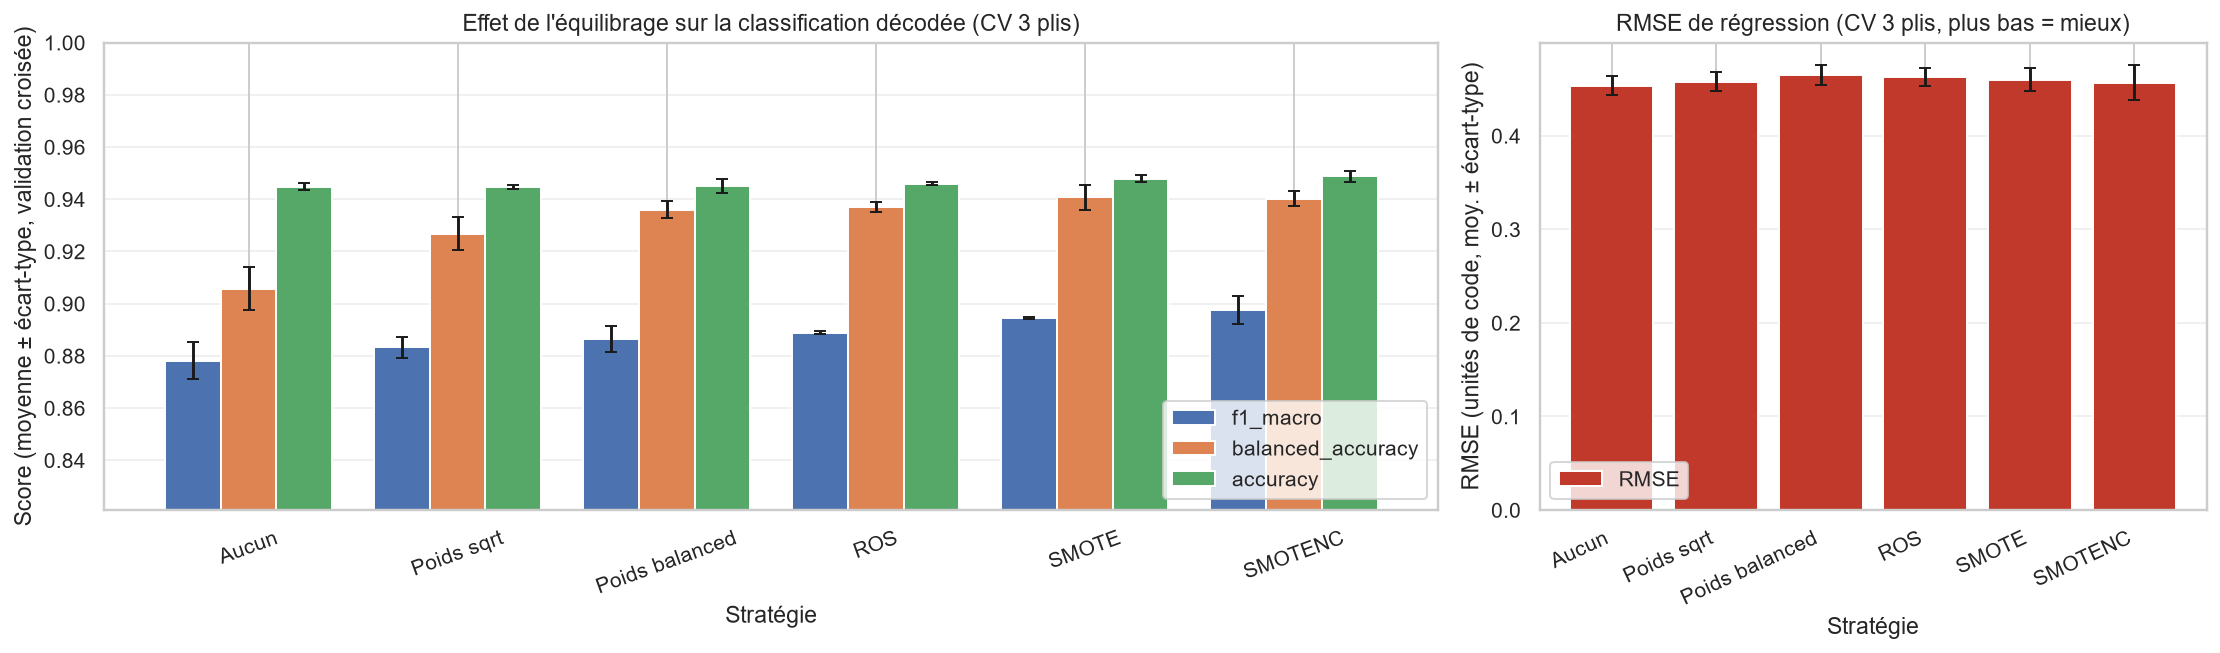 Effet de l'équilibrage sur la classification décodée (CV 3 plis)
Score (moyenne ± écart-type, validation croisée)
1.00
0.98
0.96
0.94
0.92
0.90
0.88
0.86
0.84
f1_macro
balanced_accuracy
accuracy
Aucun
Poids sqrt
Poids balanced
ROS
SMOTE
SMOTENC
Stratégie
RMSE de régression (CV 3 plis, plus bas = mieux)
RMSE (unités de code, moy. ± écart-type)
0.4
0.3
0.2
0.1
0.0
RMSE
Aucun
Poids sqrt
Poids balanced
ROS
SMOTE
SMOTENC
Stratégie